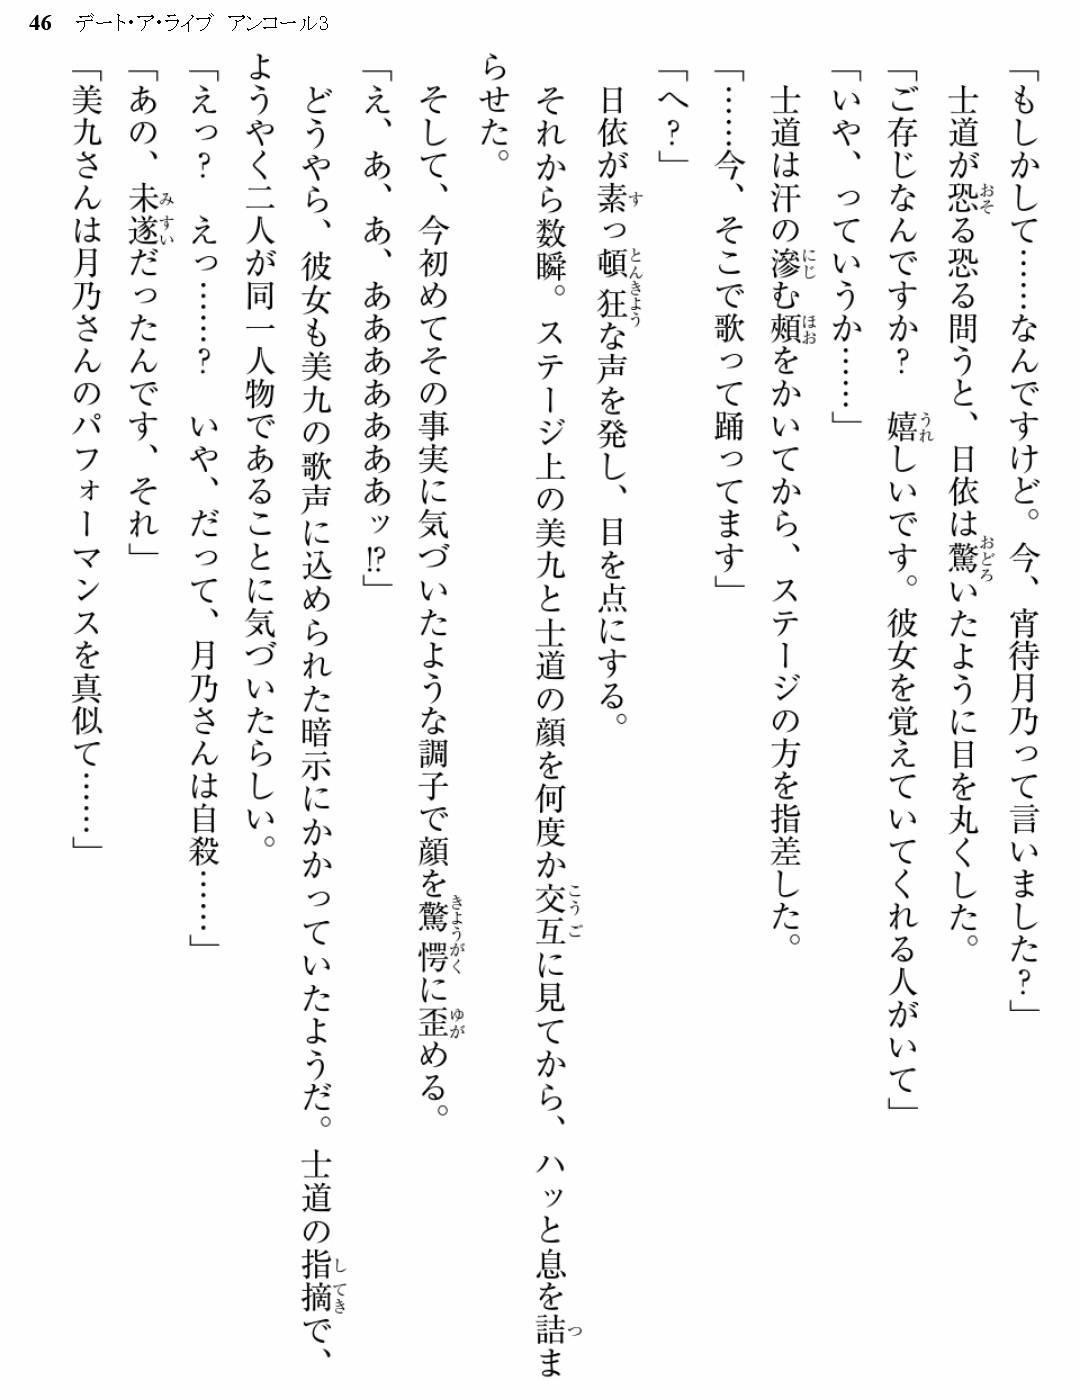 46　デート・ア・ライブ　アンコール3
「もしかして……なんですけど。今、宵待月乃って言いました？」
士道が恐る恐る問うと、日依は驚いたように目を丸くした。
「ご存じなんですか？　嬉しいです。彼女を覚えていてくれる人がいて」
「いや、っていうか……」
士道は汗の滲む頰をかいてから、ステージの方を指差した。
「……今、そこで歌って踊ってます」
「へ？」
日依が素っ頓狂な声を発し、目を点にする。
それから数瞬。ステージ上の美九と士道の顔を何度か交互に見てから、ハッと息を詰ま
らせた。
そして、今初めてその事実に気づいたような調子で顔を驚愕に歪める。
「え、あ、あ、あああああああッ!?」
どうやら、彼女も美九の歌声に込められた暗示にかかっていたようだ。士道の指摘で、
ようやく二人が同一人物であることに気づいたらしい。
「えっ？　えっ……？　いや、だって、月乃さんは自殺……」
「あの、未遂だったんです、それ」
「美九さんは月乃さんのパフォーマンスを真似て……」